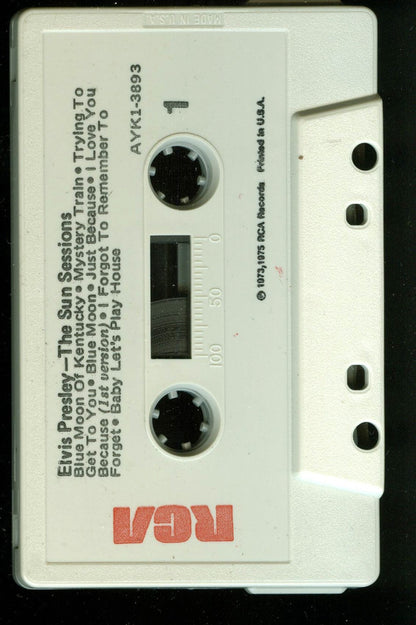 MADE IN U.S.A.
Elvis Presley—The Sun Sessions
Blue Moon Of Kentucky • Mystery Train • Trying To
Get To You • Blue Moon • Just Because • I Love You
Because (1st version) • I Forgot To Remember To
Forget • Baby Let's Play House
AYK1-3893
1
100 50 0
℗ 1973, 1975 RCA Records Printed in U.S.A.
RCA